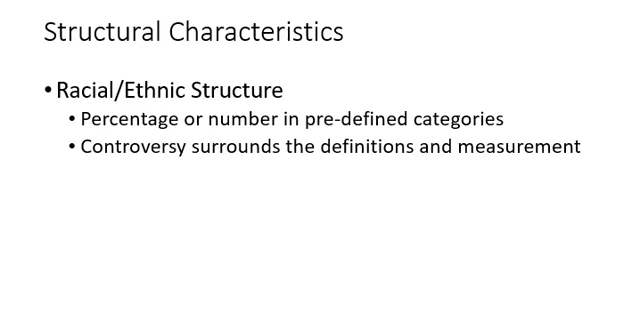 Structural Characteristics
• Racial/Ethnic Structure
• Percentage or number in pre-defined categories
• Controversy surrounds the definitions and measurement